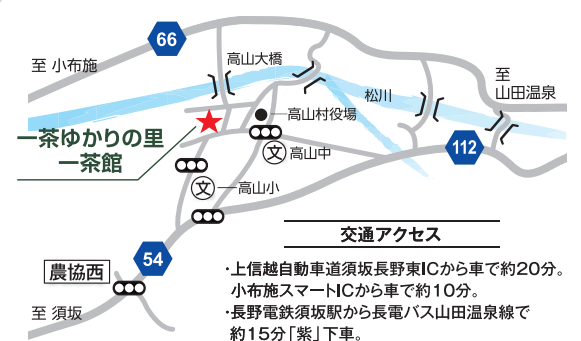 66
至 小布施
高山大橋
至
山田温泉
松川
高山村役場
一茶ゆかりの里
一茶館
文 高山中
112
文 高山小
交通アクセス
54
農協西
至 須坂
・上信越自動車道須坂長野東ICから車で約20分。
小布施スマートICから車で約10分。
・長野電鉄須坂駅から長電バス山田温泉線で
約15分「紫」下車。